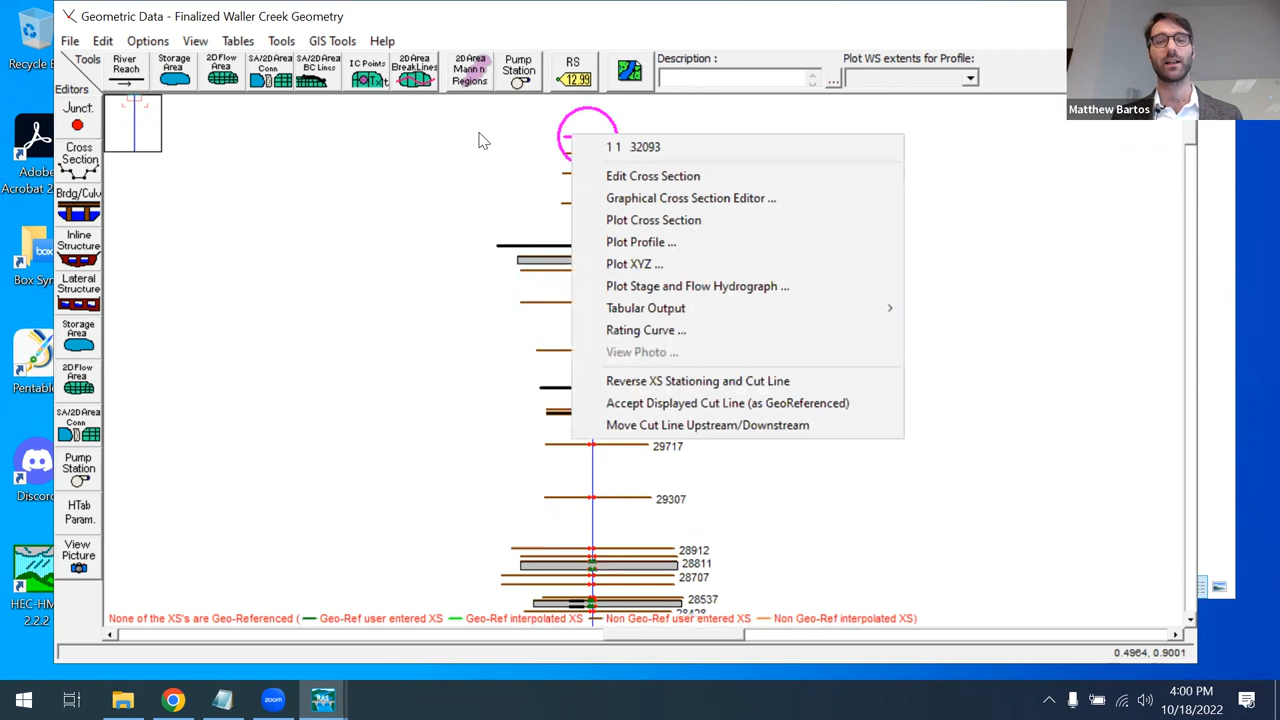 Geometric Data - Finalized Waller Creek Geometry
File Edit Options View Tables Tools GIS Tools Help
Tools
Editors
River Reach
Storage Area
2D Flow Area
SA/2D Area Conn
SA/2D Area BC Lines
IC Points
2D Area BreakLines
2D Area Mann n Regions
Pump Station
RS
12.99
Description :
...
Plot WS extents for Profile:
Matthew Bartos
Junct.
Cross Section
Brdg/Culv
Inline Structure
Lateral Structure
Storage Area
2D Flow Area
SA/2D Area Conn
Pump Station
HTab Param.
View Picture
1 1 32093
Edit Cross Section
Graphical Cross Section Editor ...
Plot Cross Section
Plot Profile ...
Plot XYZ ...
Plot Stage and Flow Hydrograph ...
Tabular Output
Rating Curve ...
View Photo ...
Reverse XS Stationing and Cut Line
Accept Displayed Cut Line (as GeoReferenced)
Move Cut Line Upstream/Downstream
29717
29307
28912
28811
28707
28537
None of the XS's are Geo-Referenced ( Geo-Ref user entered XS Geo-Ref interpolated XS Non Geo-Ref user entered XS Non Geo-Ref interpolated XS)
0.4964, 0.9001
Adobe
Box
Discord
HEC-HM
2.2.2
zoom
RAS
4:00 PM
10/18/2022